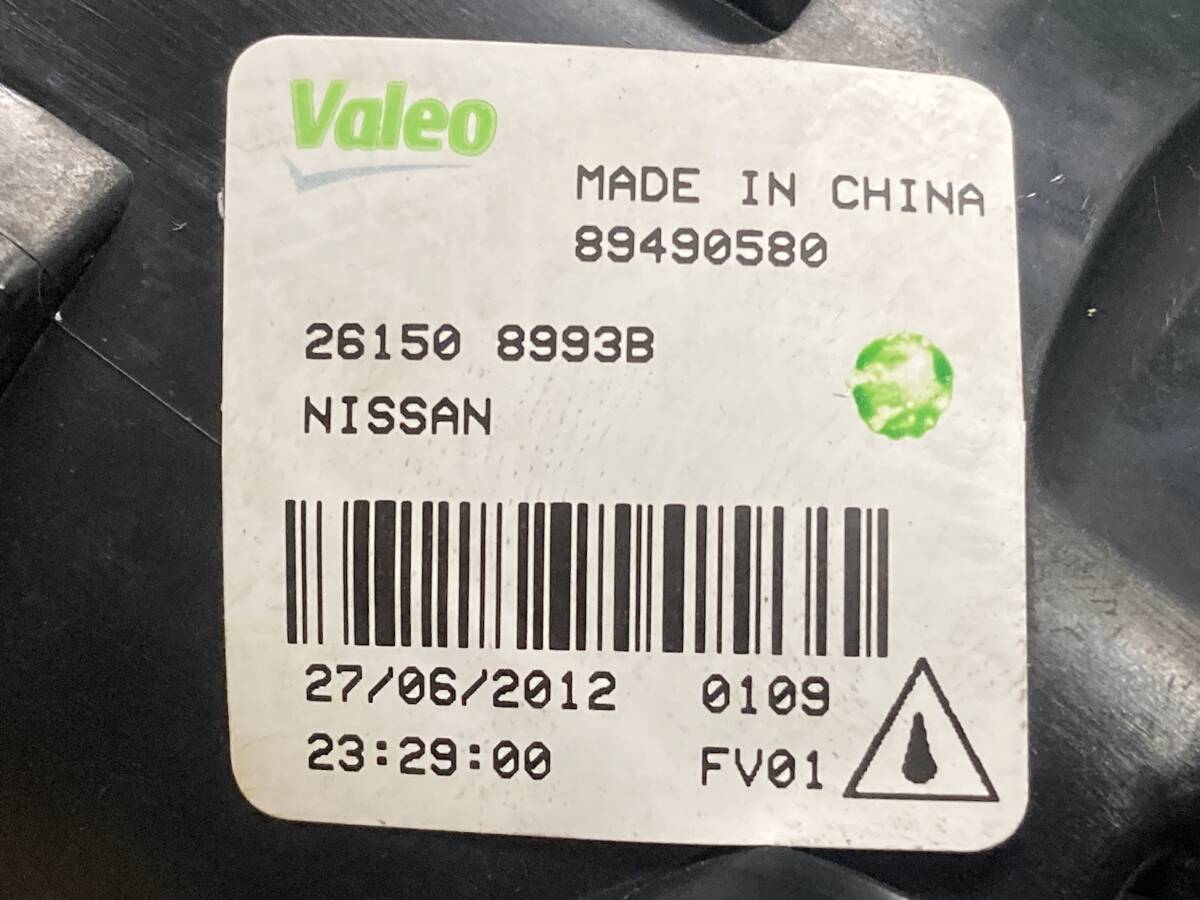 Valeo
MADE IN CHINA
89490580
26150 8993B
NISSAN
27/06/2012 0109
23:29:00 FV01